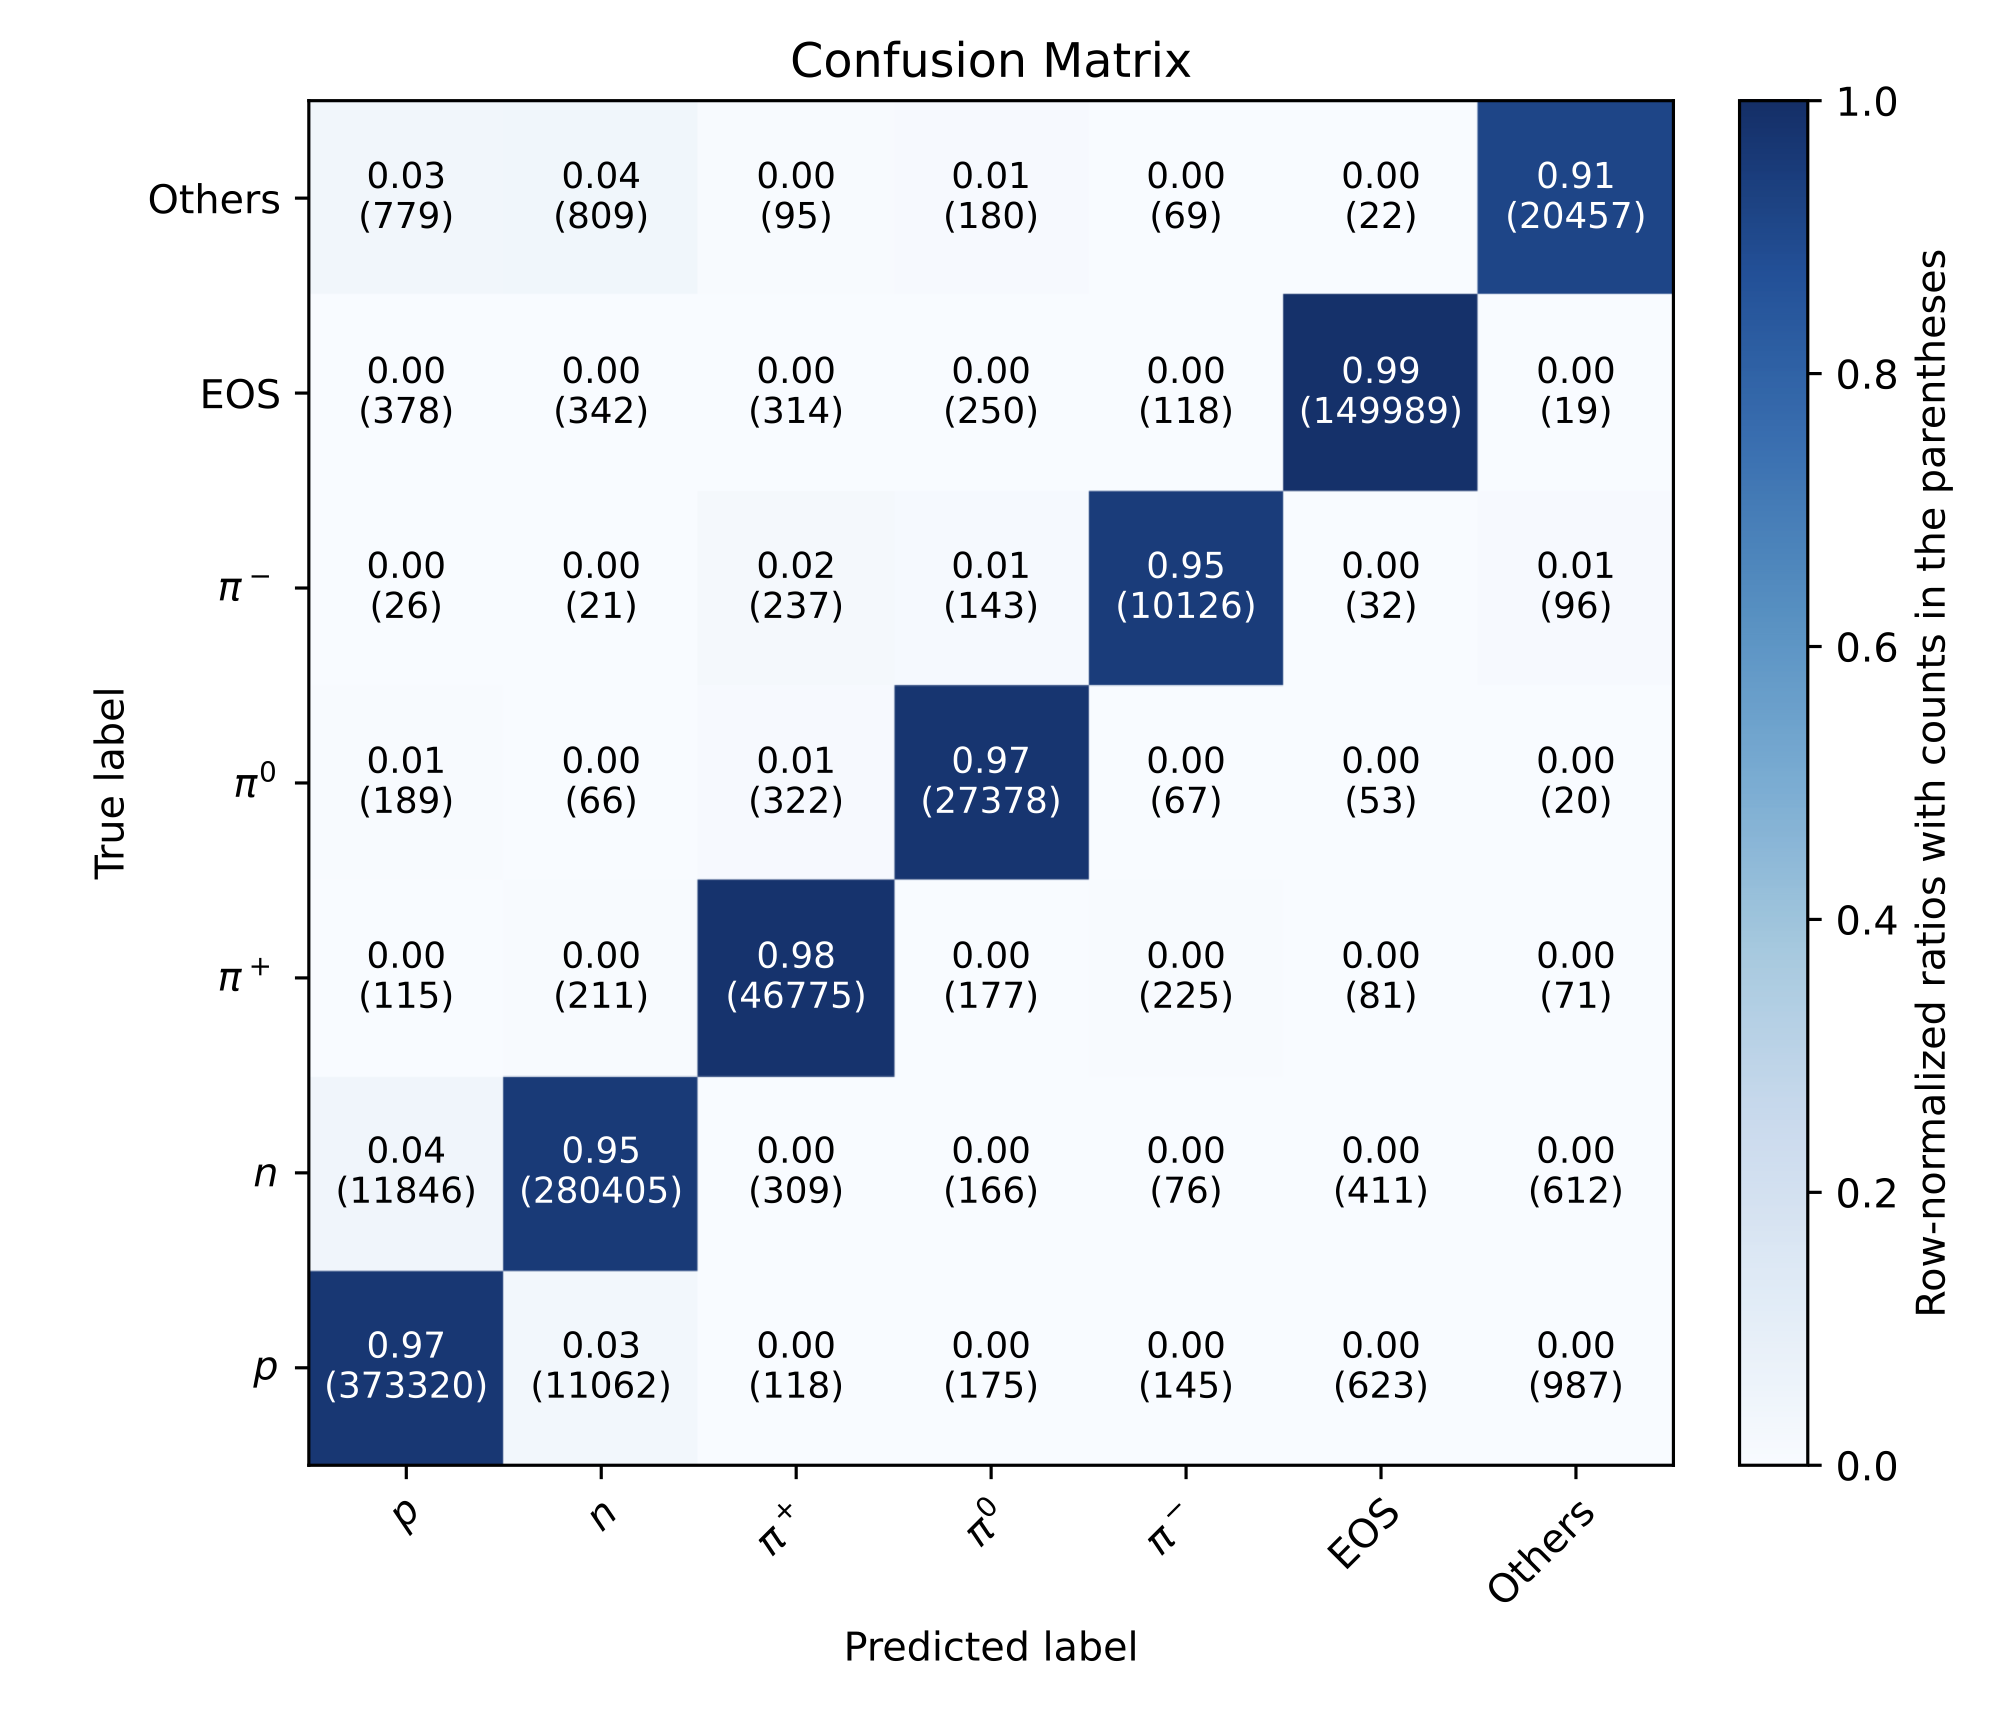 Confusion Matrix
Others
0.03 0.04 0.00 0.01 0.00 0.00 0.91
(779) (809) (95) (180) (69) (22) (20457)
EOS
0.00 0.00 0.00 0.00 0.00 0.99 0.00
(378) (342) (314) (250) (118) (149989) (19)
π⁻
0.00 0.00 0.02 0.01 0.95 0.00 0.01
(26) (21) (237) (143) (10126) (32) (96)
π⁰
0.01 0.00 0.01 0.97 0.00 0.00 0.00
(189) (66) (322) (27378) (67) (53) (20)
π⁺
0.00 0.00 0.98 0.00 0.00 0.00 0.00
(115) (211) (46775) (177) (225) (81) (71)
n
0.04 0.95 0.00 0.00 0.00 0.00 0.00
(11846) (280405) (309) (166) (76) (411) (612)
p
0.97 0.03 0.00 0.00 0.00 0.00 0.00
(373320) (11062) (118) (175) (145) (623) (987)
p n π⁺ π⁰ π⁻ EOS Others
Predicted label
True label
1.0
0.8
0.6
0.4
0.2
0.0
Row-normalized ratios with counts in the parentheses